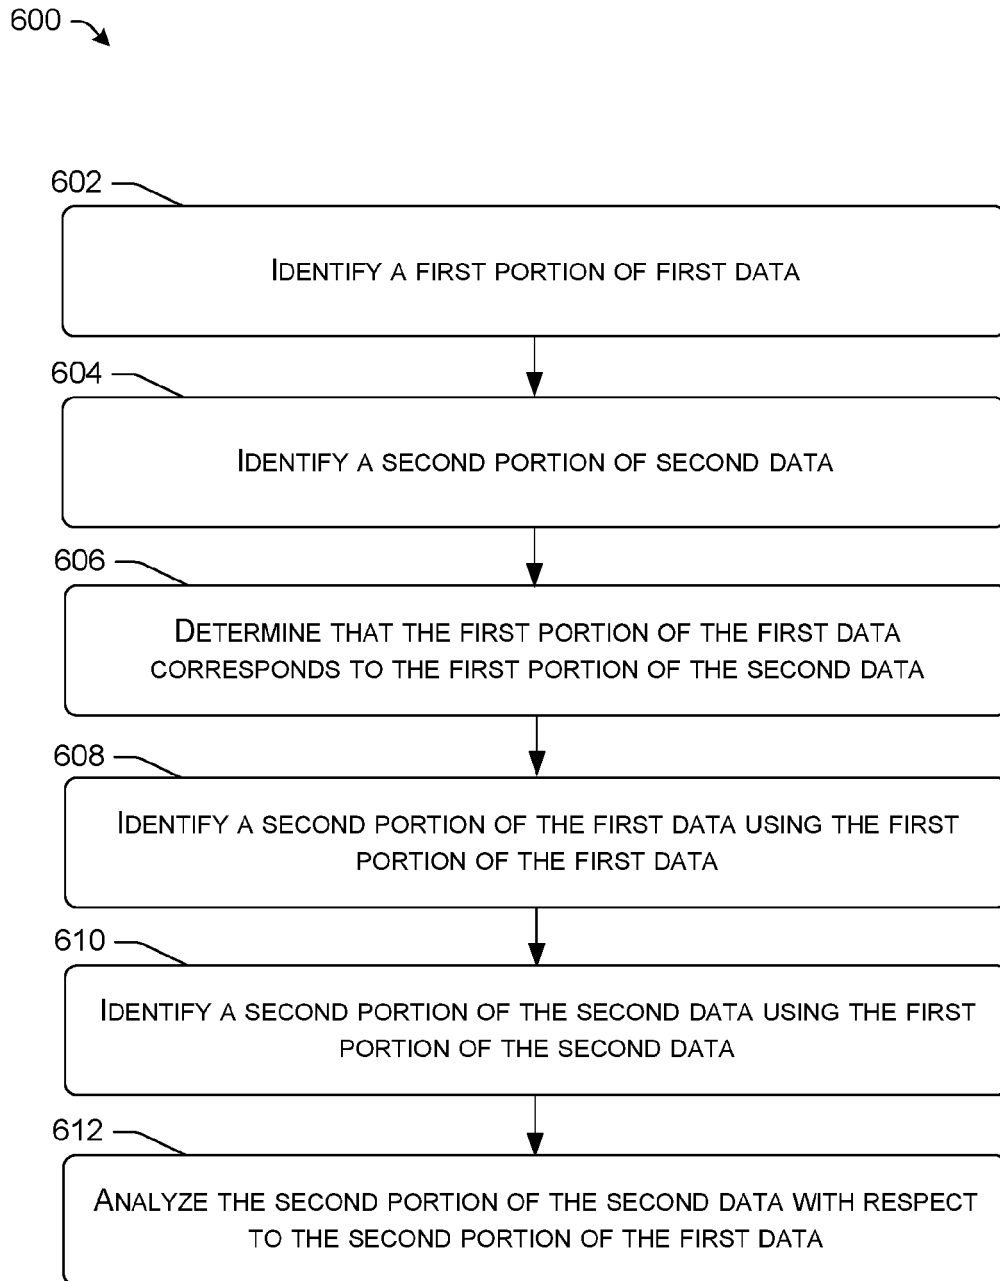 600
602
IDENTIFY A FIRST PORTION OF FIRST DATA
604
IDENTIFY A SECOND PORTION OF SECOND DATA
606
DETERMINE THAT THE FIRST PORTION OF THE FIRST DATA
CORRESPONDS TO THE FIRST PORTION OF THE SECOND DATA
608
IDENTIFY A SECOND PORTION OF THE FIRST DATA USING THE FIRST
PORTION OF THE FIRST DATA
610
IDENTIFY A SECOND PORTION OF THE SECOND DATA USING THE FIRST
PORTION OF THE SECOND DATA
612
ANALYZE THE SECOND PORTION OF THE SECOND DATA WITH RESPECT
TO THE SECOND PORTION OF THE FIRST DATA